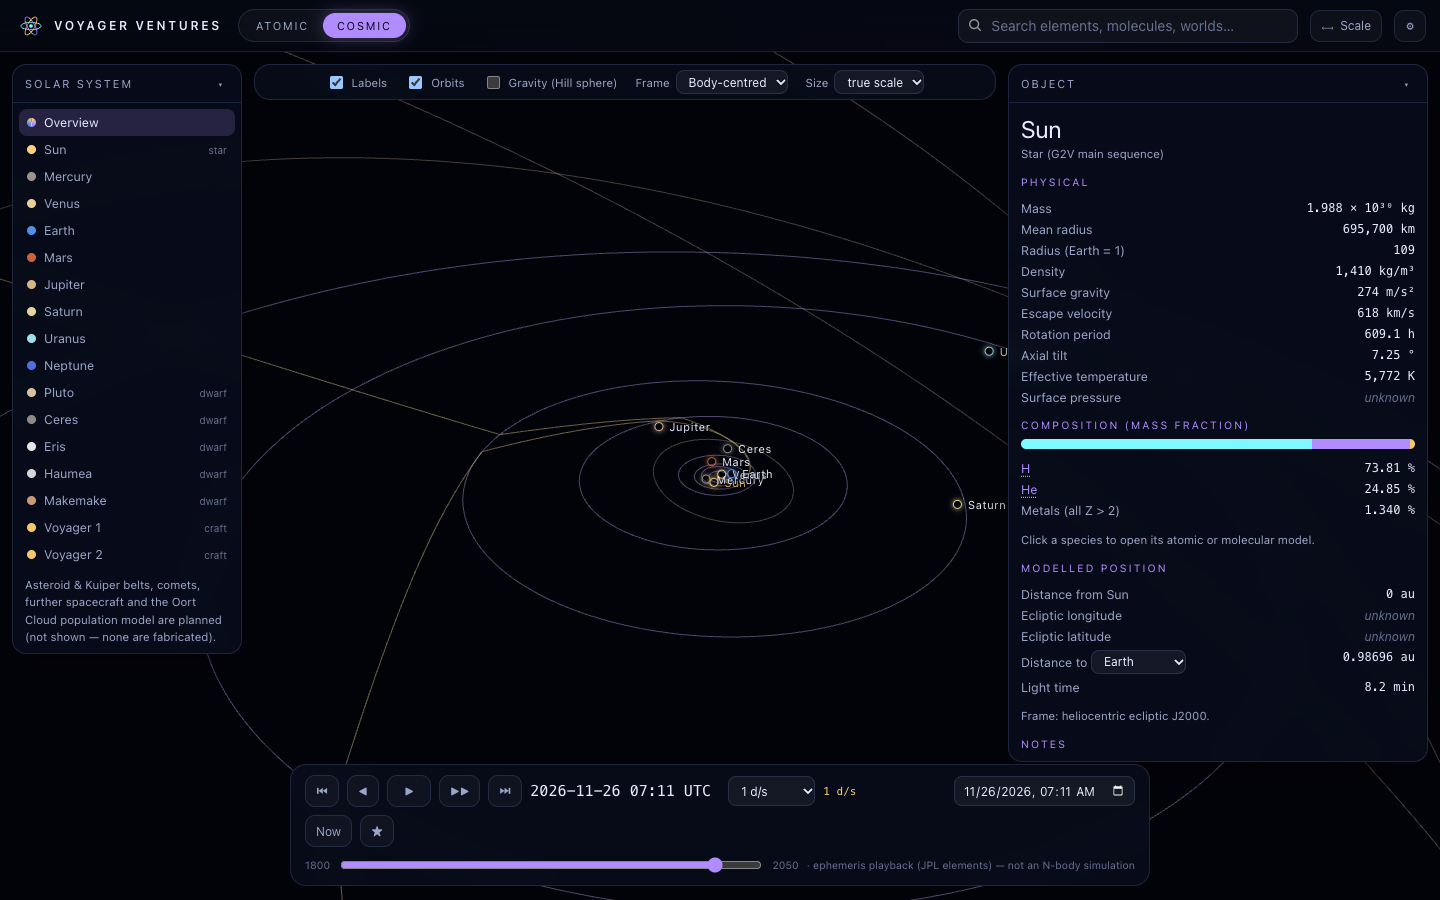 VOYAGER VENTURES
ATOMIC
COSMIC
Search elements, molecules, worlds...
Scale
SOLAR SYSTEM
Overview
Sun star
Mercury
Venus
Earth
Mars
Jupiter
Saturn
Uranus
Neptune
Pluto dwarf
Ceres dwarf
Eris dwarf
Haumea dwarf
Makemake dwarf
Voyager 1 craft
Voyager 2 craft
Asteroid & Kuiper belts, comets,
further spacecraft and the Oort
Cloud population model are planned
(not shown — none are fabricated).
Labels Orbits Gravity (Hill sphere) Frame Body-centred Size true scale
U
Jupiter
Ceres
Mars
Earth
Mercury
Sun
Saturn
OBJECT
Sun
Star (G2V main sequence)
PHYSICAL
Mass 1.988 × 10³⁰ kg
Mean radius 695,700 km
Radius (Earth = 1) 109
Density 1,410 kg/m³
Surface gravity 274 m/s²
Escape velocity 618 km/s
Rotation period 609.1 h
Axial tilt 7.25 °
Effective temperature 5,772 K
Surface pressure unknown
COMPOSITION (MASS FRACTION)
H 73.81 %
He 24.85 %
Metals (all Z > 2) 1.340 %
Click a species to open its atomic or molecular model.
MODELLED POSITION
Distance from Sun 0 au
Ecliptic longitude unknown
Ecliptic latitude unknown
Distance to Earth 0.98696 au
Light time 8.2 min
Frame: heliocentric ecliptic J2000.
NOTES
2026-11-26 07:11 UTC 1 d/s 1 d/s 11/26/2026, 07:11 AM
Now
1800 2050 · ephemeris playback (JPL elements) — not an N-body simulation